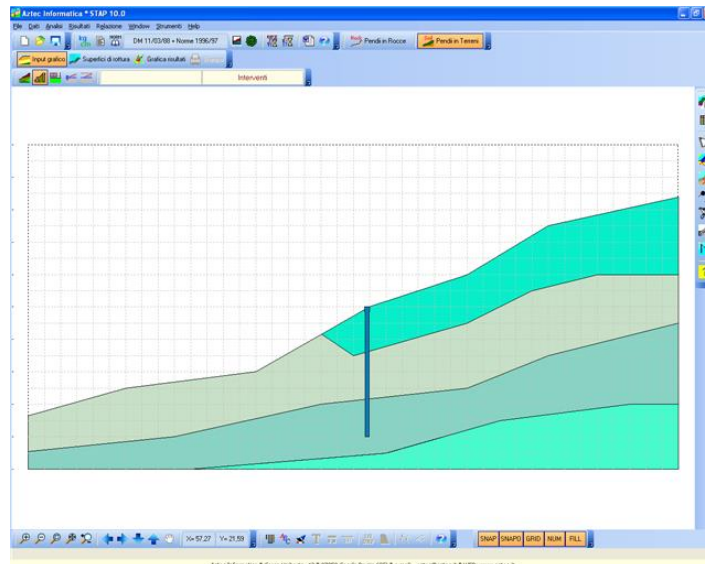 Aztec Informatica * STAP 10.0
File Dati Analisi Risultati Relazione Window Strumenti Help
DM 11/03/88 + Norme 1996/97 Pendii in Rocce Pendii in Terreni
Input grafico Superfici di rottura Grafica risultati
Interventi
X= 57,27 Y= 21,59 SNAP SNAPO GRID NUM FILL